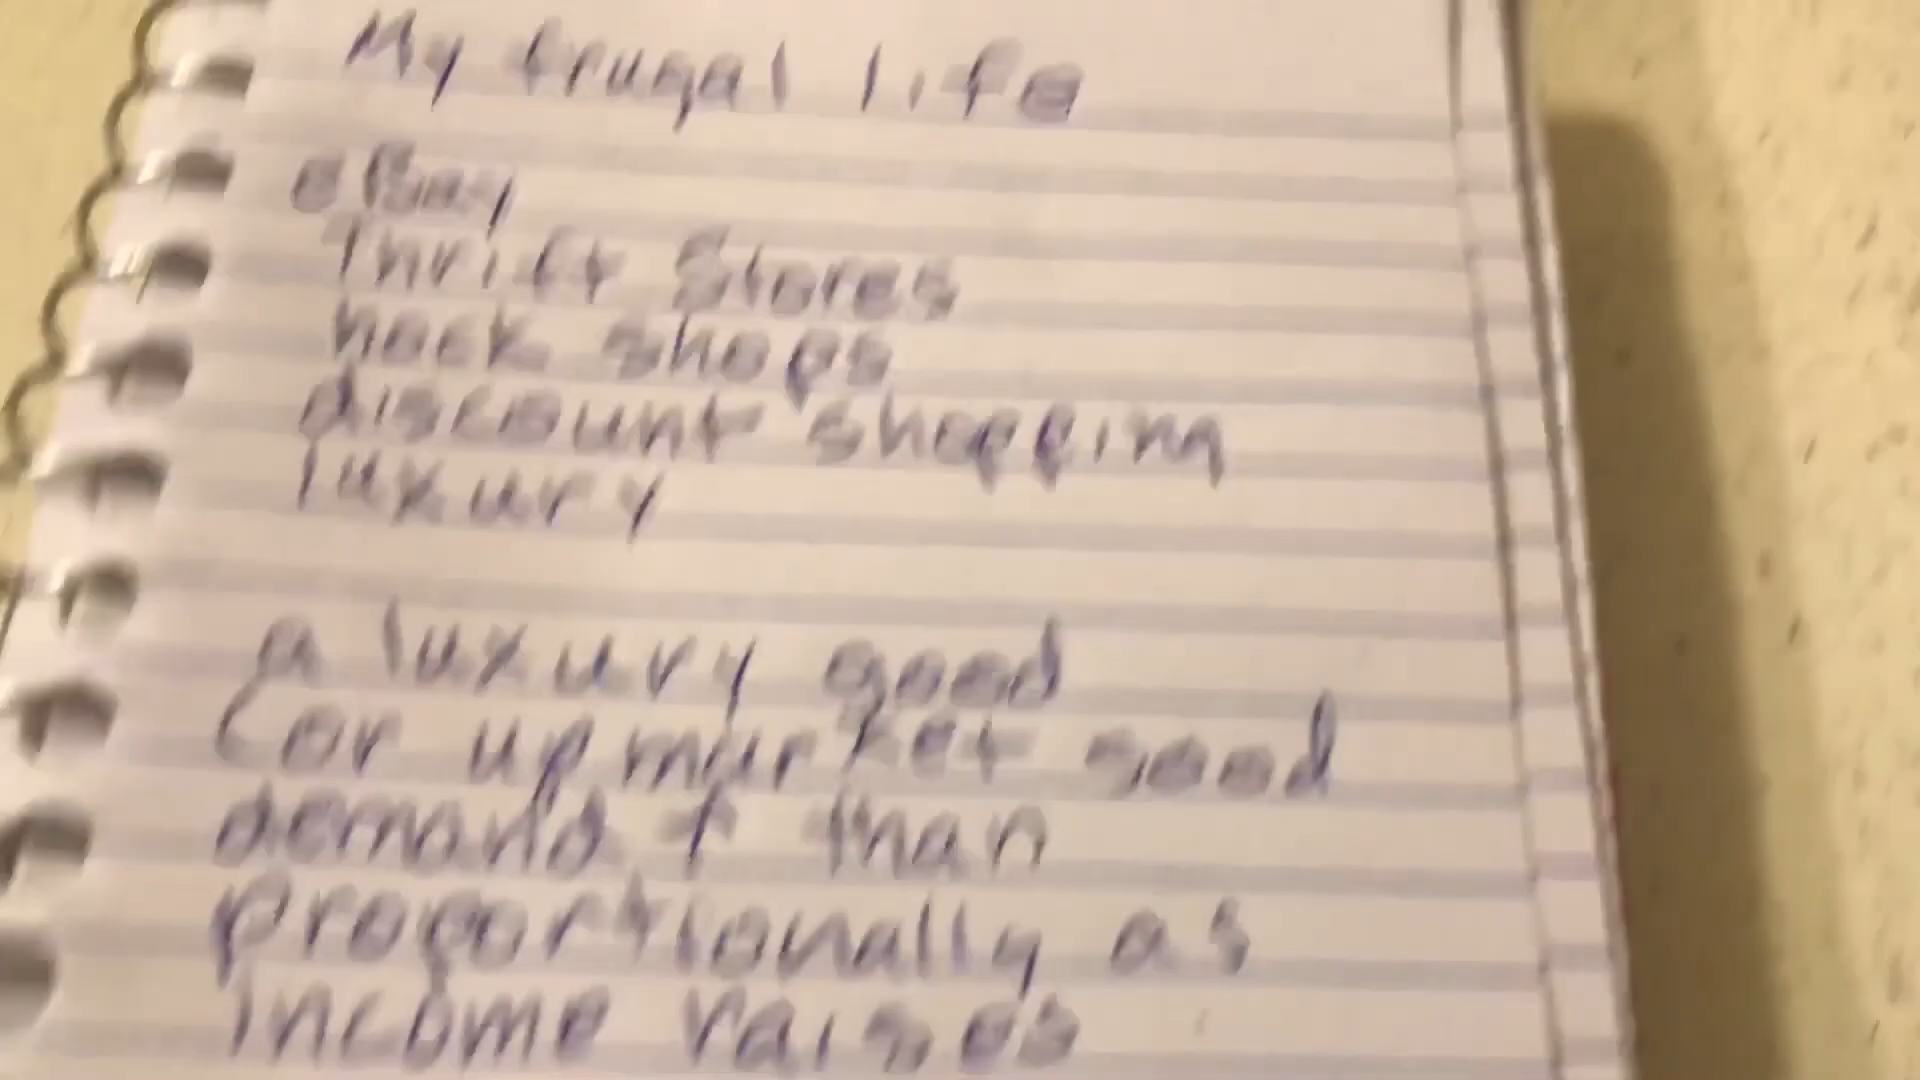 My frugal life
eBay
Thrift Stores
hock shops
discount shopping
luxury
a luxury good
(or upmarket good
demand ↑ than
proportionally as
income raises